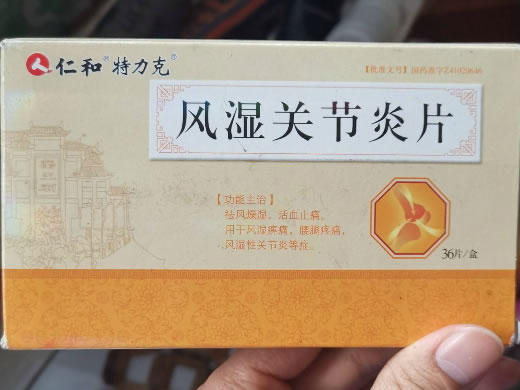 仁和® 特力克®
【批准文号】国药准字Z41020646
风湿关节炎片
【功能主治】
祛风燥湿，活血止痛。
用于风湿痹痛，腰腿疼痛，
风湿性关节炎等症。
36片/盒